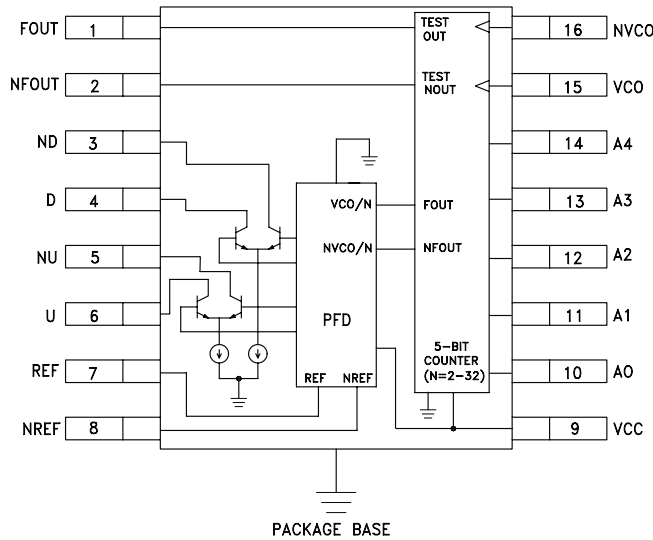 FOUT 1
NFOUT 2
ND 3
D 4
NU 5
U 6
REF 7
NREF 8
TEST
OUT
TEST
NOUT
VCO/N
NVCO/N
PFD
REF NREF
FOUT
NFOUT
5-BIT
COUNTER
(N=2-32)
16 NVCO
15 VCO
14 A4
13 A3
12 A2
11 A1
10 A0
9 VCC
PACKAGE BASE